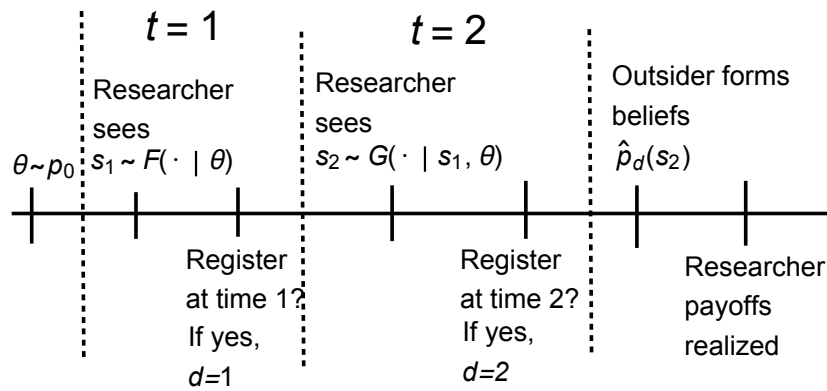 t = 1
t = 2
Researcher
sees
s₁ ~ F( · | θ)
Researcher
sees
s₂ ~ G( · | s₁, θ)
Outsider forms
beliefs
p̂_d(s₂)
θ~p₀
Register
at time 1?
If yes,
d=1
Register
at time 2?
If yes,
d=2
Researcher
payoffs
realized